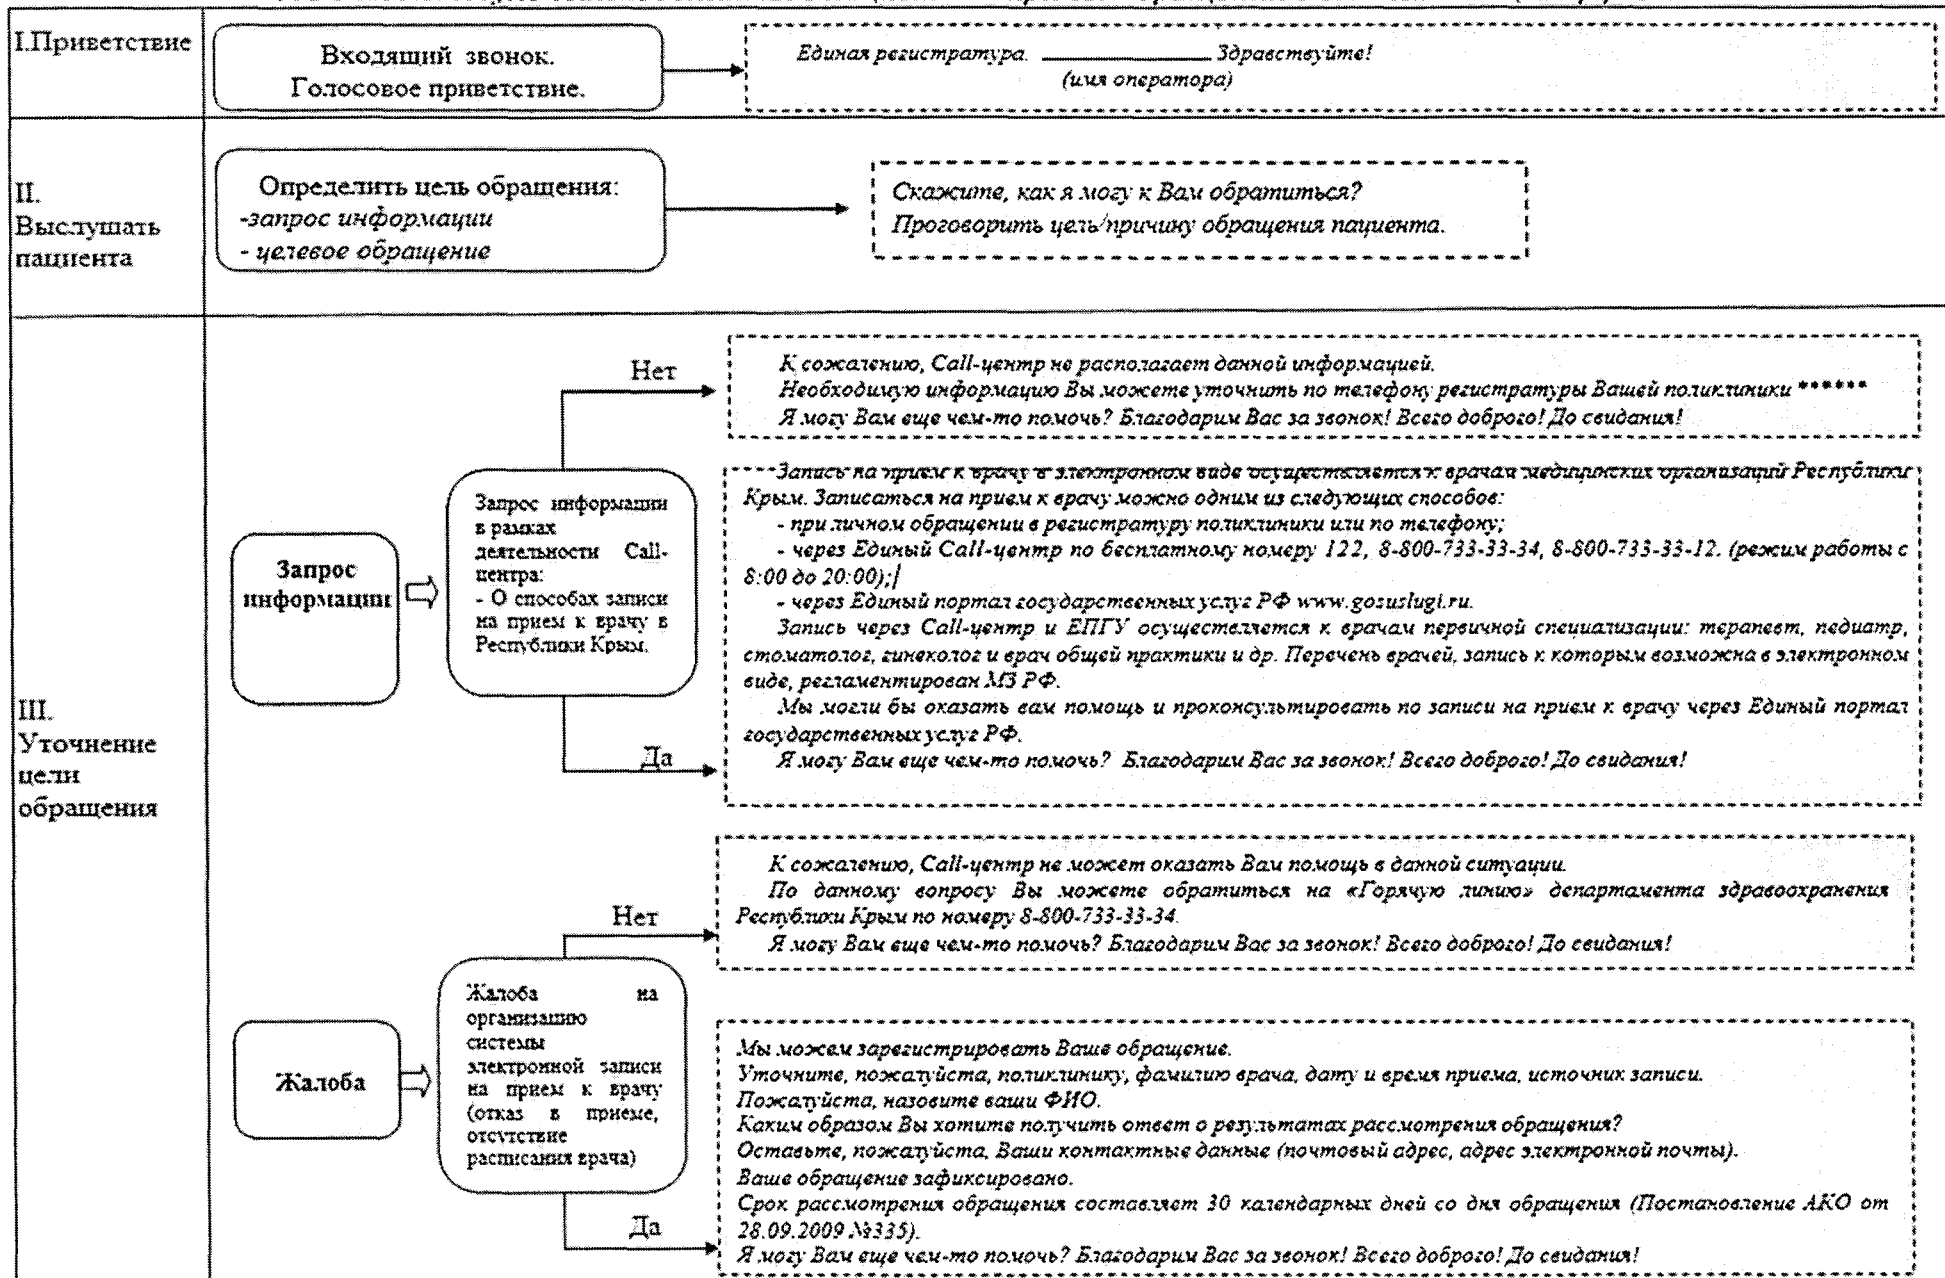 I.Приветствие
Входящий звонок.
Голосовое приветствие.
Единая регистратура. ____________ Здравствуйте!
(имя оператора)
II.
Выслушать
пациента
Определить цель обращения:
-запрос информации
- целевое обращение
Скажите, как я могу к Вам обратиться?
Проговорить цель/причину обращения пациента.
III.
Уточнение
цели
обращения
Запрос
информации
Запрос информации
в рамках
деятельности Call-
центра:
- О способах записи
на прием к врачу в
Республики Крым.
Нет
К сожалению, Call-центр не располагает данной информацией.
Необходимую информацию Вы можете уточнить по телефону регистратуры Вашей поликлиники ******
Я могу Вам еще чем-то помочь? Благодарим Вас за звонок! Всего доброго! До свидания!
Да
Запись на прием к врачу в электронном виде осуществляется к врачам медицинских организаций Республики
Крым. Записаться на прием к врачу можно одним из следующих способов:
- при личном обращении в регистратуру поликлиники или по телефону;
- через Единый Call-центр по бесплатному номеру 122, 8-800-733-33-34, 8-800-733-33-12. (режим работы с
8:00 до 20:00);
- через Единый портал государственных услуг РФ www.gosuslugi.ru.
Запись через Call-центр и ЕПГУ осуществляется к врачам первичной специализации: терапевт, педиатр,
стоматолог, гинеколог и врач общей практики и др. Перечень врачей, запись к которым возможна в электронном
виде, регламентирован МЗ РФ.
Мы могли бы оказать вам помощь и проконсультировать по записи на прием к врачу через Единый портал
государственных услуг РФ.
Я могу Вам еще чем-то помочь? Благодарим Вас за звонок! Всего доброго! До свидания!
Жалоба
Жалоба на
организацию
системы
электронной записи
на прием к врачу
(отказ в приеме,
отсутствие
расписания врача)
Нет
К сожалению, Call-центр не может оказать Вам помощь в данной ситуации.
По данному вопросу Вы можете обратиться на «Горячую линию» департамента здравоохранения
Республики Крым по номеру 8-800-733-33-34.
Я могу Вам еще чем-то помочь? Благодарим Вас за звонок! Всего доброго! До свидания!
Да
Мы можем зарегистрировать Ваше обращение.
Уточните, пожалуйста, поликлинику, фамилию врача, дату и время приема, источник записи.
Пожалуйста, назовите ваши ФИО.
Каким образом Вы хотите получить ответ о результатах рассмотрения обращения?
Оставьте, пожалуйста, Ваши контактные данные (почтовый адрес, адрес электронной почты).
Ваше обращение зафиксировано.
Срок рассмотрения обращения составляет 30 календарных дней со дня обращения (Постановление АКО от
28.09.2009 №335).
Я могу Вам еще чем-то помочь? Благодарим Вас за звонок! Всего доброго! До свидания!